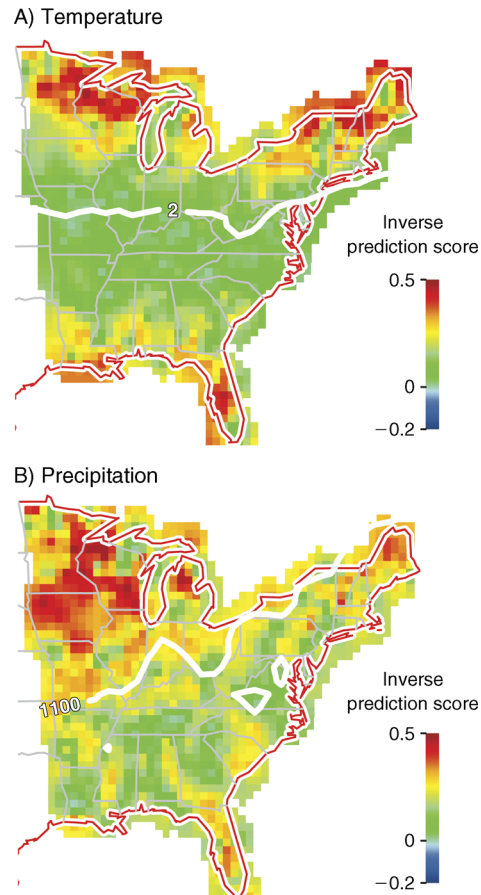 A) Temperature
2
Inverse
prediction score
0.5
0
−0.2
B) Precipitation
1100
Inverse
prediction score
0.5
0
−0.2